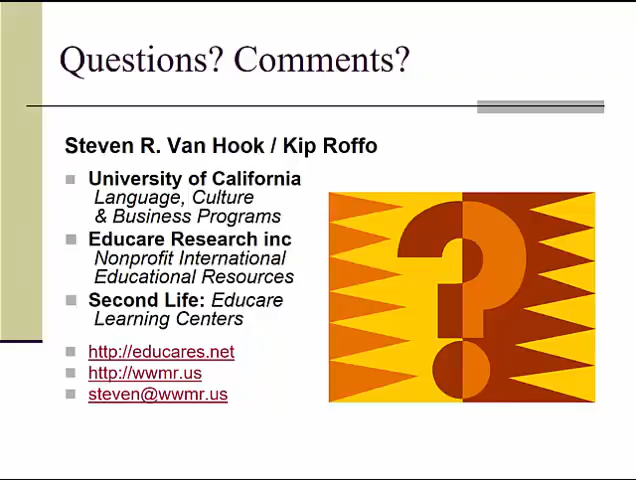 Questions? Comments?
Steven R. Van Hook / Kip Roffo
University of California
Language, Culture
& Business Programs
Educare Research inc
Nonprofit International
Educational Resources
Second Life: Educare
Learning Centers
http://educares.net
http://wwmr.us
steven@wwmr.us
?